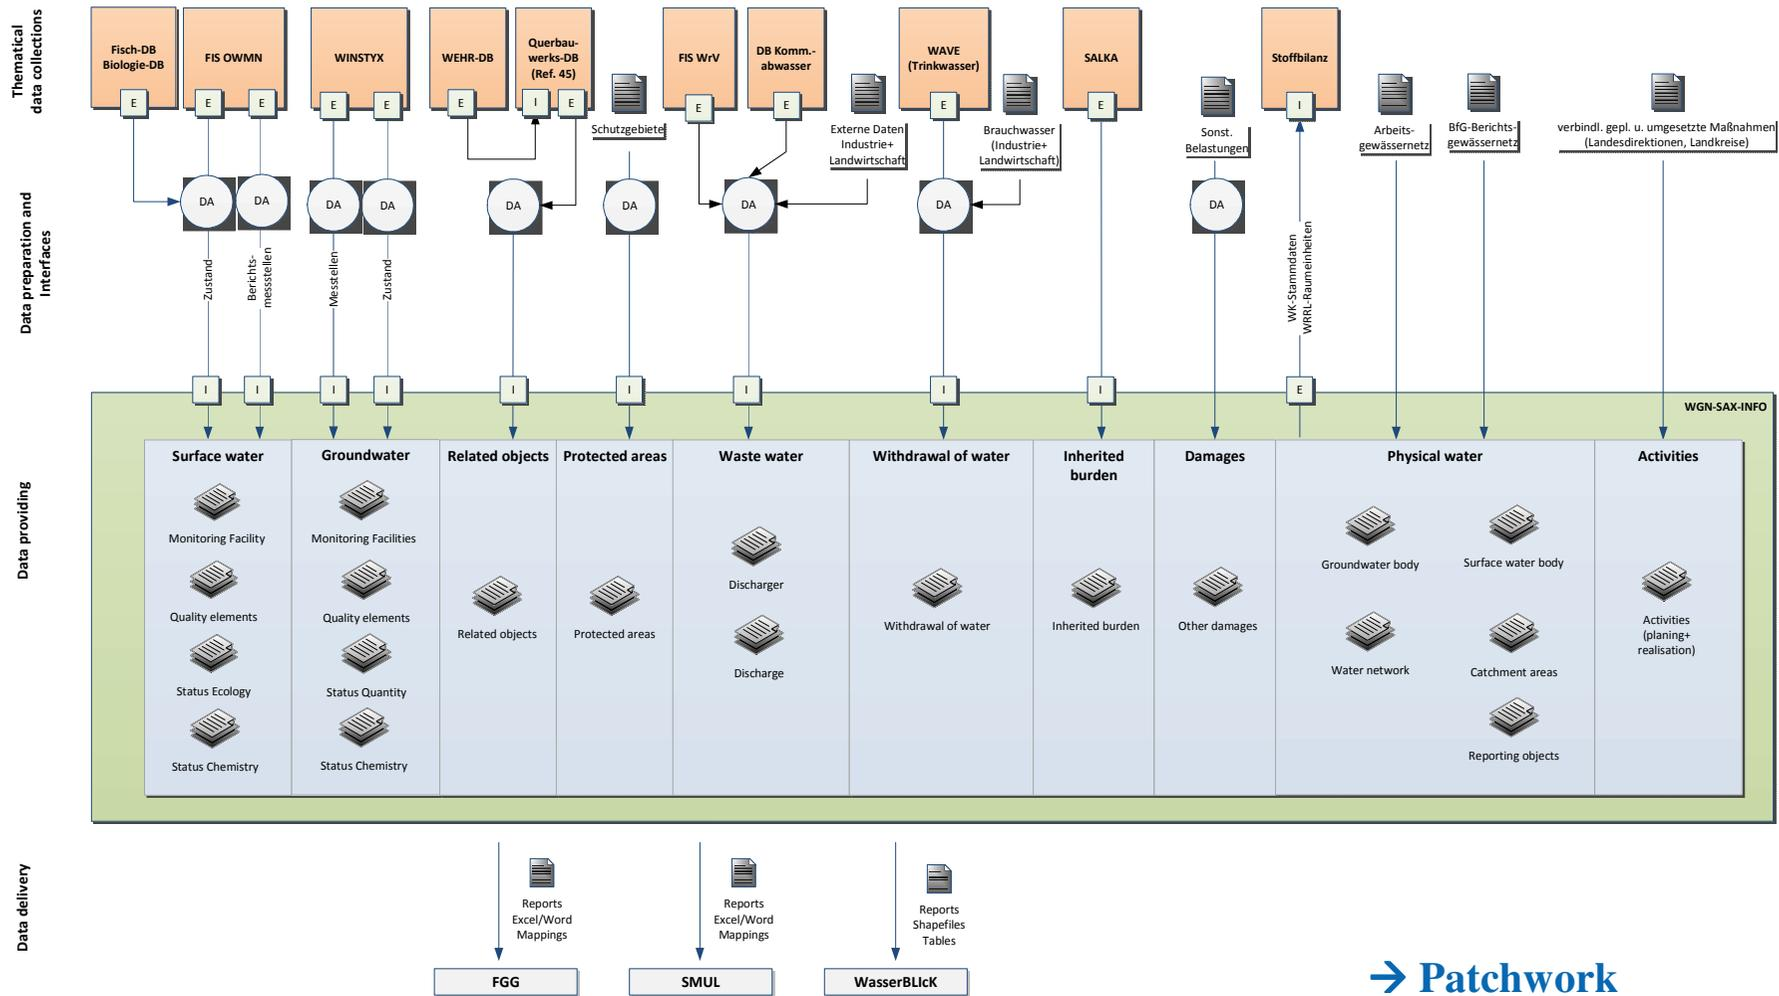 Thematical
data collections
Fisch-DB
Biologie-DB
E
FIS OWMN
E
E
WINSTYX
E
E
WEHR-DB
E
Querbau-
werks-DB
(Ref. 45)
I
E
Schutzgebiete
FIS WrV
E
DB Komm.-
abwasser
E
Externe Daten
Industrie+
Landwirtschaft
WAVE
(Trinkwasser)
E
Brauchwasser
(Industrie+
Landwirtschaft)
SALKA
E
Sonst.
Belastungen
Stoffbilanz
I
Arbeits-
gewässernetz
BfG-Berichts-
gewässernetz
verbindl. gepl. u. umgesetzte Maßnahmen
(Landesdirektionen, Landkreise)
Data preparation and
Interfaces
DA
DA
DA
DA
DA
DA
DA
DA
DA
Zustand
Berichts-
messstellen
Messtellen
Zustand
WK-Stammdaten
WRRL-Raumeinheiten
I
I
I
I
I
I
I
I
I
E
WGN-SAX-INFO
Data providing
Surface water
Monitoring Facility
Quality elements
Status Ecology
Status Chemistry
Groundwater
Monitoring Facilities
Quality elements
Status Quantity
Status Chemistry
Related objects
Related objects
Protected areas
Protected areas
Waste water
Discharger
Discharge
Withdrawal of water
Withdrawal of water
Inherited
burden
Inherited burden
Damages
Other damages
Physical water
Groundwater body
Surface water body
Water network
Catchment areas
Reporting objects
Activities
Activities
(planing+
realisation)
Data delivery
Reports
Excel/Word
Mappings
FGG
Reports
Excel/Word
Mappings
SMUL
Reports
Shapefiles
Tables
WasserBLIcK
→ Patchwork